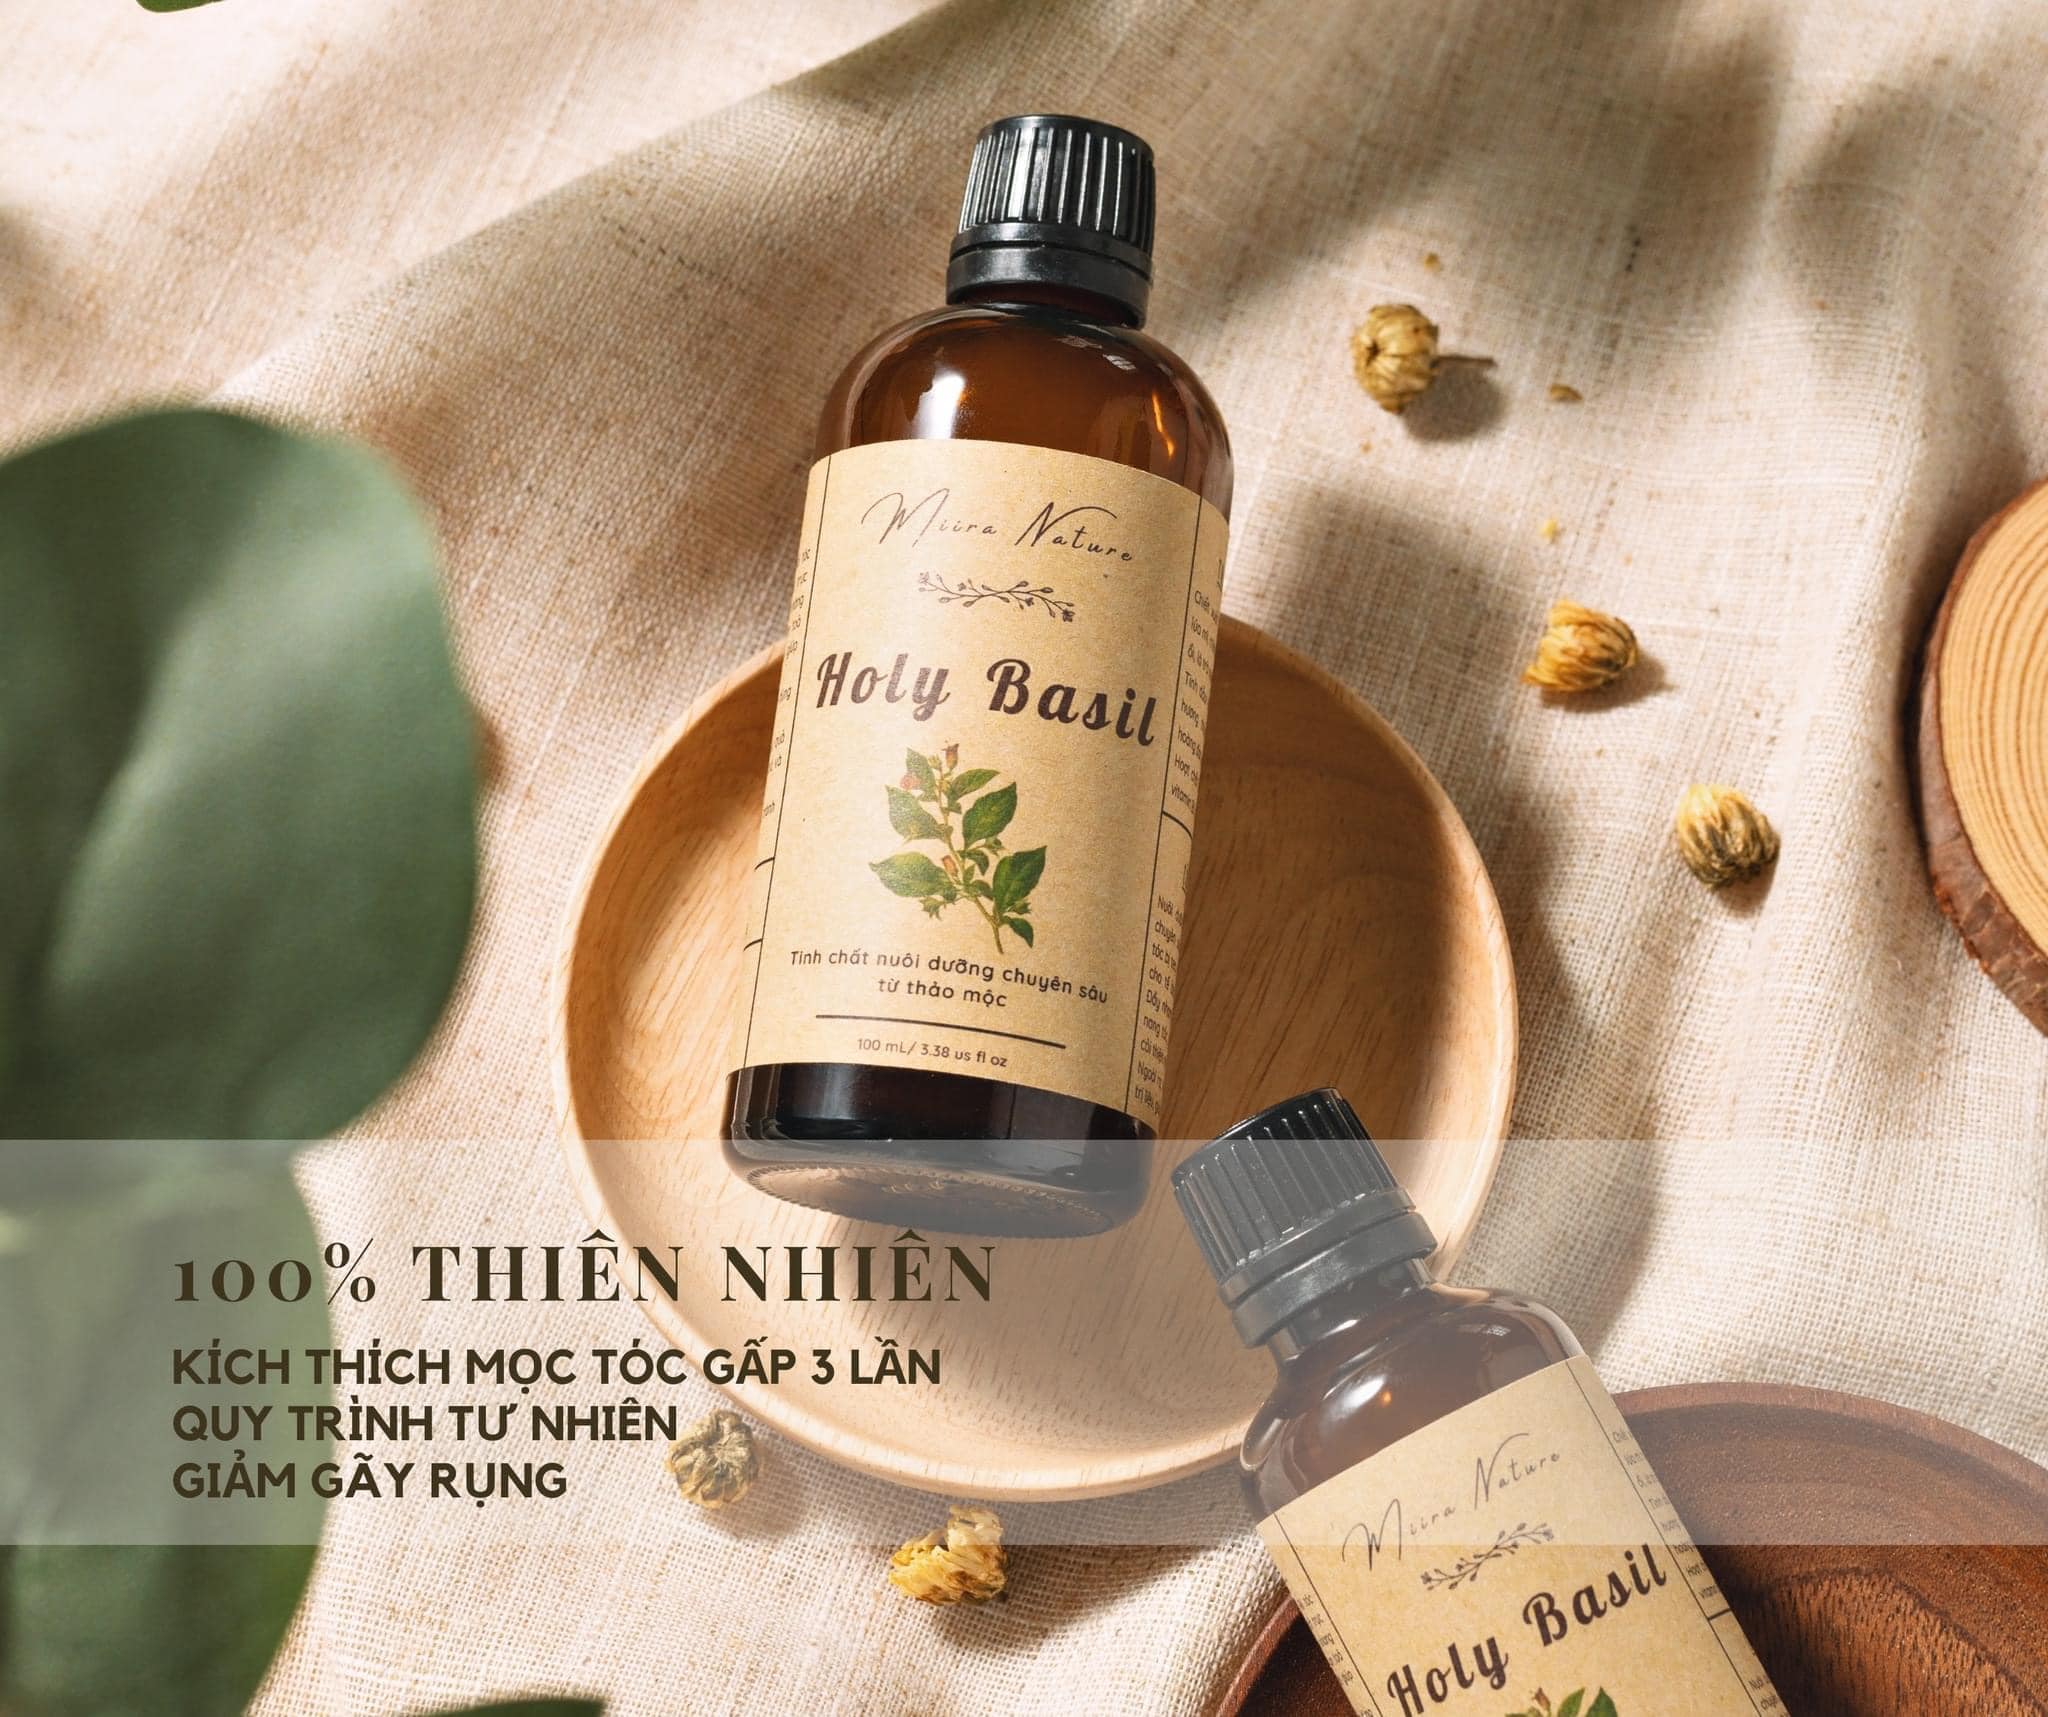 Miira Nature
Holy Basil
Tinh chất nuôi dưỡng chuyên sâu
từ thảo mộc
100 mL/ 3.38 us fl oz
100% THIÊN NHIÊN
KÍCH THÍCH MỌC TÓC GẤP 3 LẦN
QUY TRÌNH TỰ NHIÊN
GIẢM GÃY RỤNG
Miira Nature
Holy Basil